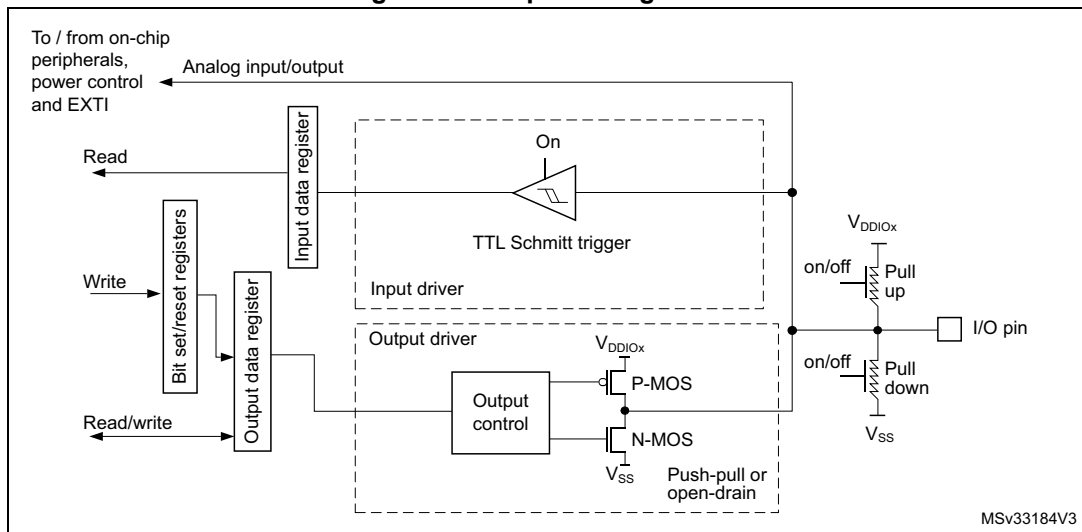 To / from on-chip
peripherals,
power control
and EXTI
Analog input/output
Read
Input data register
On
TTL Schmitt trigger
Input driver
Write
Bit set/reset registers
Output data register
Read/write
Output driver
VDDIOx
P-MOS
Output
control
N-MOS
VSS
Push-pull or
open-drain
VDDIOx
on/off
Pull
up
I/O pin
on/off
Pull
down
VSS
MSv33184V3